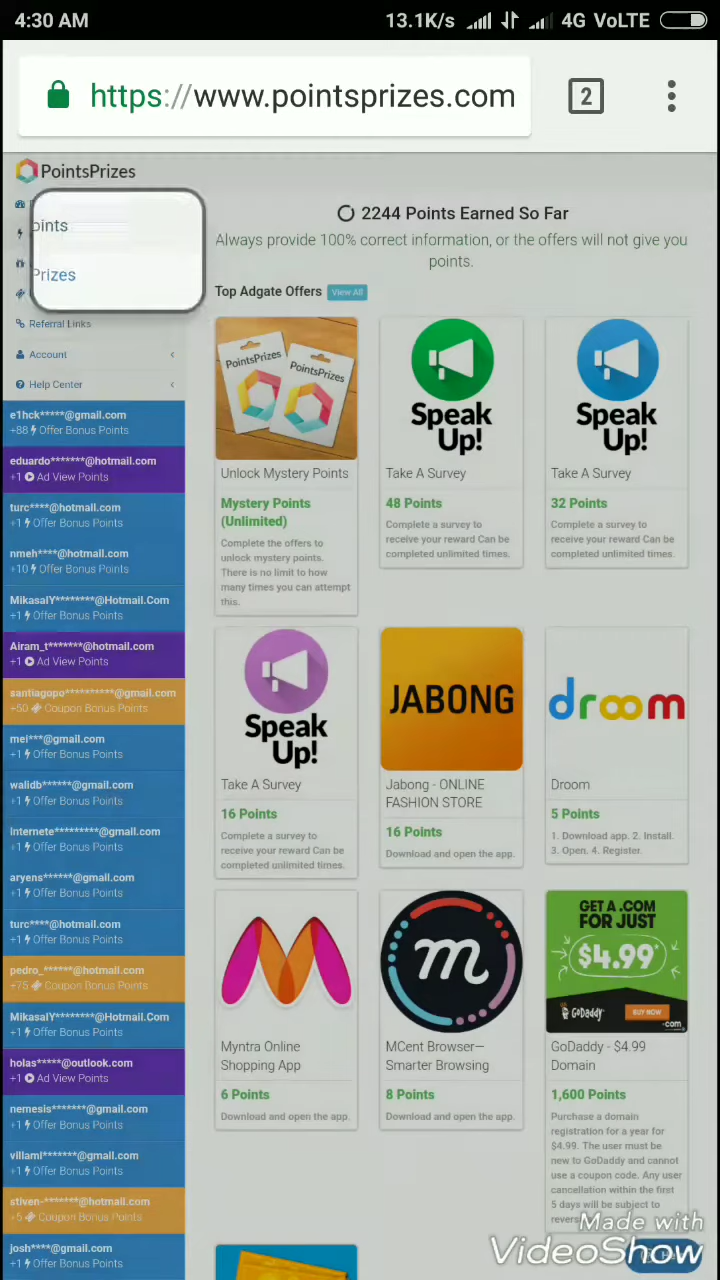 4:30 AM 13.1K/s 4G VoLTE
https://www.pointsprizes.com 2
PointsPrizes
oints
Prizes
Referral Links
Account
Help Center
e1hck*****@gmail.com
+88 Offer Bonus Points
eduardo*******@hotmail.com
+1 Ad View Points
turc****@hotmail.com
+1 Offer Bonus Points
nmeh****@hotmail.com
+10 Offer Bonus Points
MikasalY********@Hotmail.Com
+1 Offer Bonus Points
Airam_t*******@hotmail.com
+1 Ad View Points
santiagopo**********@gmail.com
+50 Coupon Bonus Points
mei***@gmail.com
+1 Offer Bonus Points
walidb******@gmail.com
+1 Offer Bonus Points
internete*********@gmail.com
+1 Offer Bonus Points
aryens******@gmail.com
+1 Offer Bonus Points
turc****@hotmail.com
+1 Offer Bonus Points
pedro_******@hotmail.com
+75 Coupon Bonus Points
MikasalY********@Hotmail.Com
+1 Offer Bonus Points
holas*****@outlook.com
+1 Ad View Points
nemesis*******@gmail.com
+1 Offer Bonus Points
villami*******@gmail.com
+1 Offer Bonus Points
stiven-*******@hotmail.com
+5 Coupon Bonus Points
josh****@gmail.com
+1 Offer Bonus Points
2244 Points Earned So Far
Always provide 100% correct information, or the offers will not give you
points.
Top Adgate Offers View All
PointsPrizes
PointsPrizes
Unlock Mystery Points
Mystery Points
(Unlimited)
Complete the offers to
unlock mystery points.
There is no limit to how
many times you can attempt
this.
Speak
Up!
Take A Survey
48 Points
Complete a survey to
receive your reward Can be
completed unlimited times.
Speak
Up!
Take A Survey
32 Points
Complete a survey to
receive your reward Can be
completed unlimited times.
Speak
Up!
Take A Survey
16 Points
Complete a survey to
receive your reward Can be
completed unlimited times.
JABONG
Jabong - ONLINE
FASHION STORE
16 Points
Download and open the app.
droom
Droom
5 Points
1. Download app. 2. Install.
3. Open. 4. Register.
Myntra Online
Shopping App
6 Points
Download and open the app.
m
MCent Browser—
Smarter Browsing
8 Points
Download and open the app.
GET A .COM
FOR JUST
$4.99*
GoDaddy BUY NOW
.com
GoDaddy - $4.99
Domain
1,600 Points
Purchase a domain
registration for a year for
$4.99. The user must be
new to GoDaddy and cannot
use a coupon code. Any user
cancellation within the first
5 days will be subject to
Made with
VideoShow